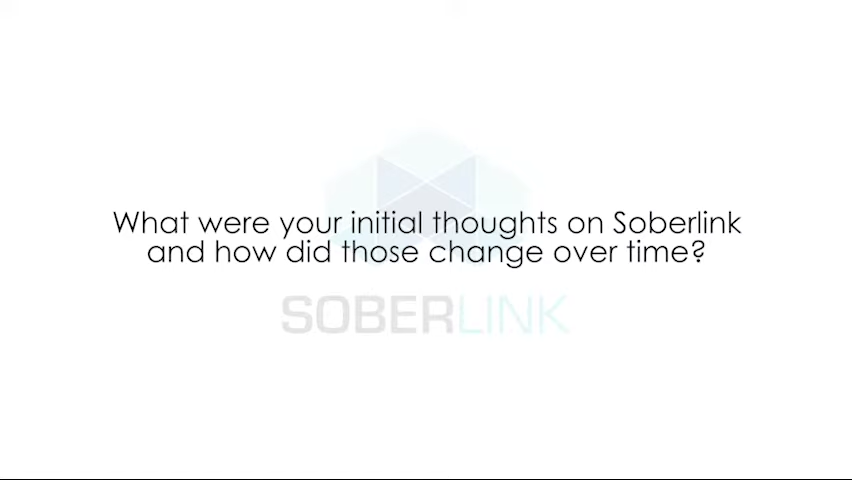 What were your initial thoughts on Soberlink
and how did those change over time?
SOBERLINK